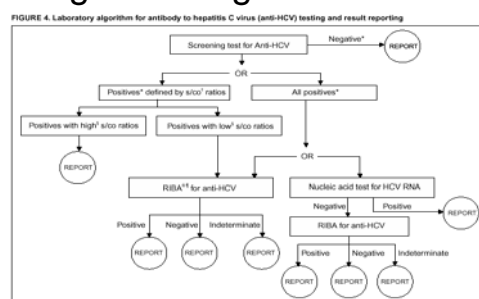 FIGURE 4. Laboratory algorithm for antibody to hepatitis C virus (anti-HCV) testing and result reporting
Screening test for Anti-HCV
Negative*
REPORT
OR
Positives* defined by s/co† ratios
All positives*
Positives with high§ s/co ratios
Positives with low§ s/co ratios
REPORT
OR
RIBA®¶ for anti-HCV
Nucleic acid test for HCV RNA
Negative
Positive
Positive
Negative
Indeterminate
RIBA for anti-HCV
REPORT
REPORT
REPORT
REPORT
Positive
Negative
Indeterminate
REPORT
REPORT
REPORT